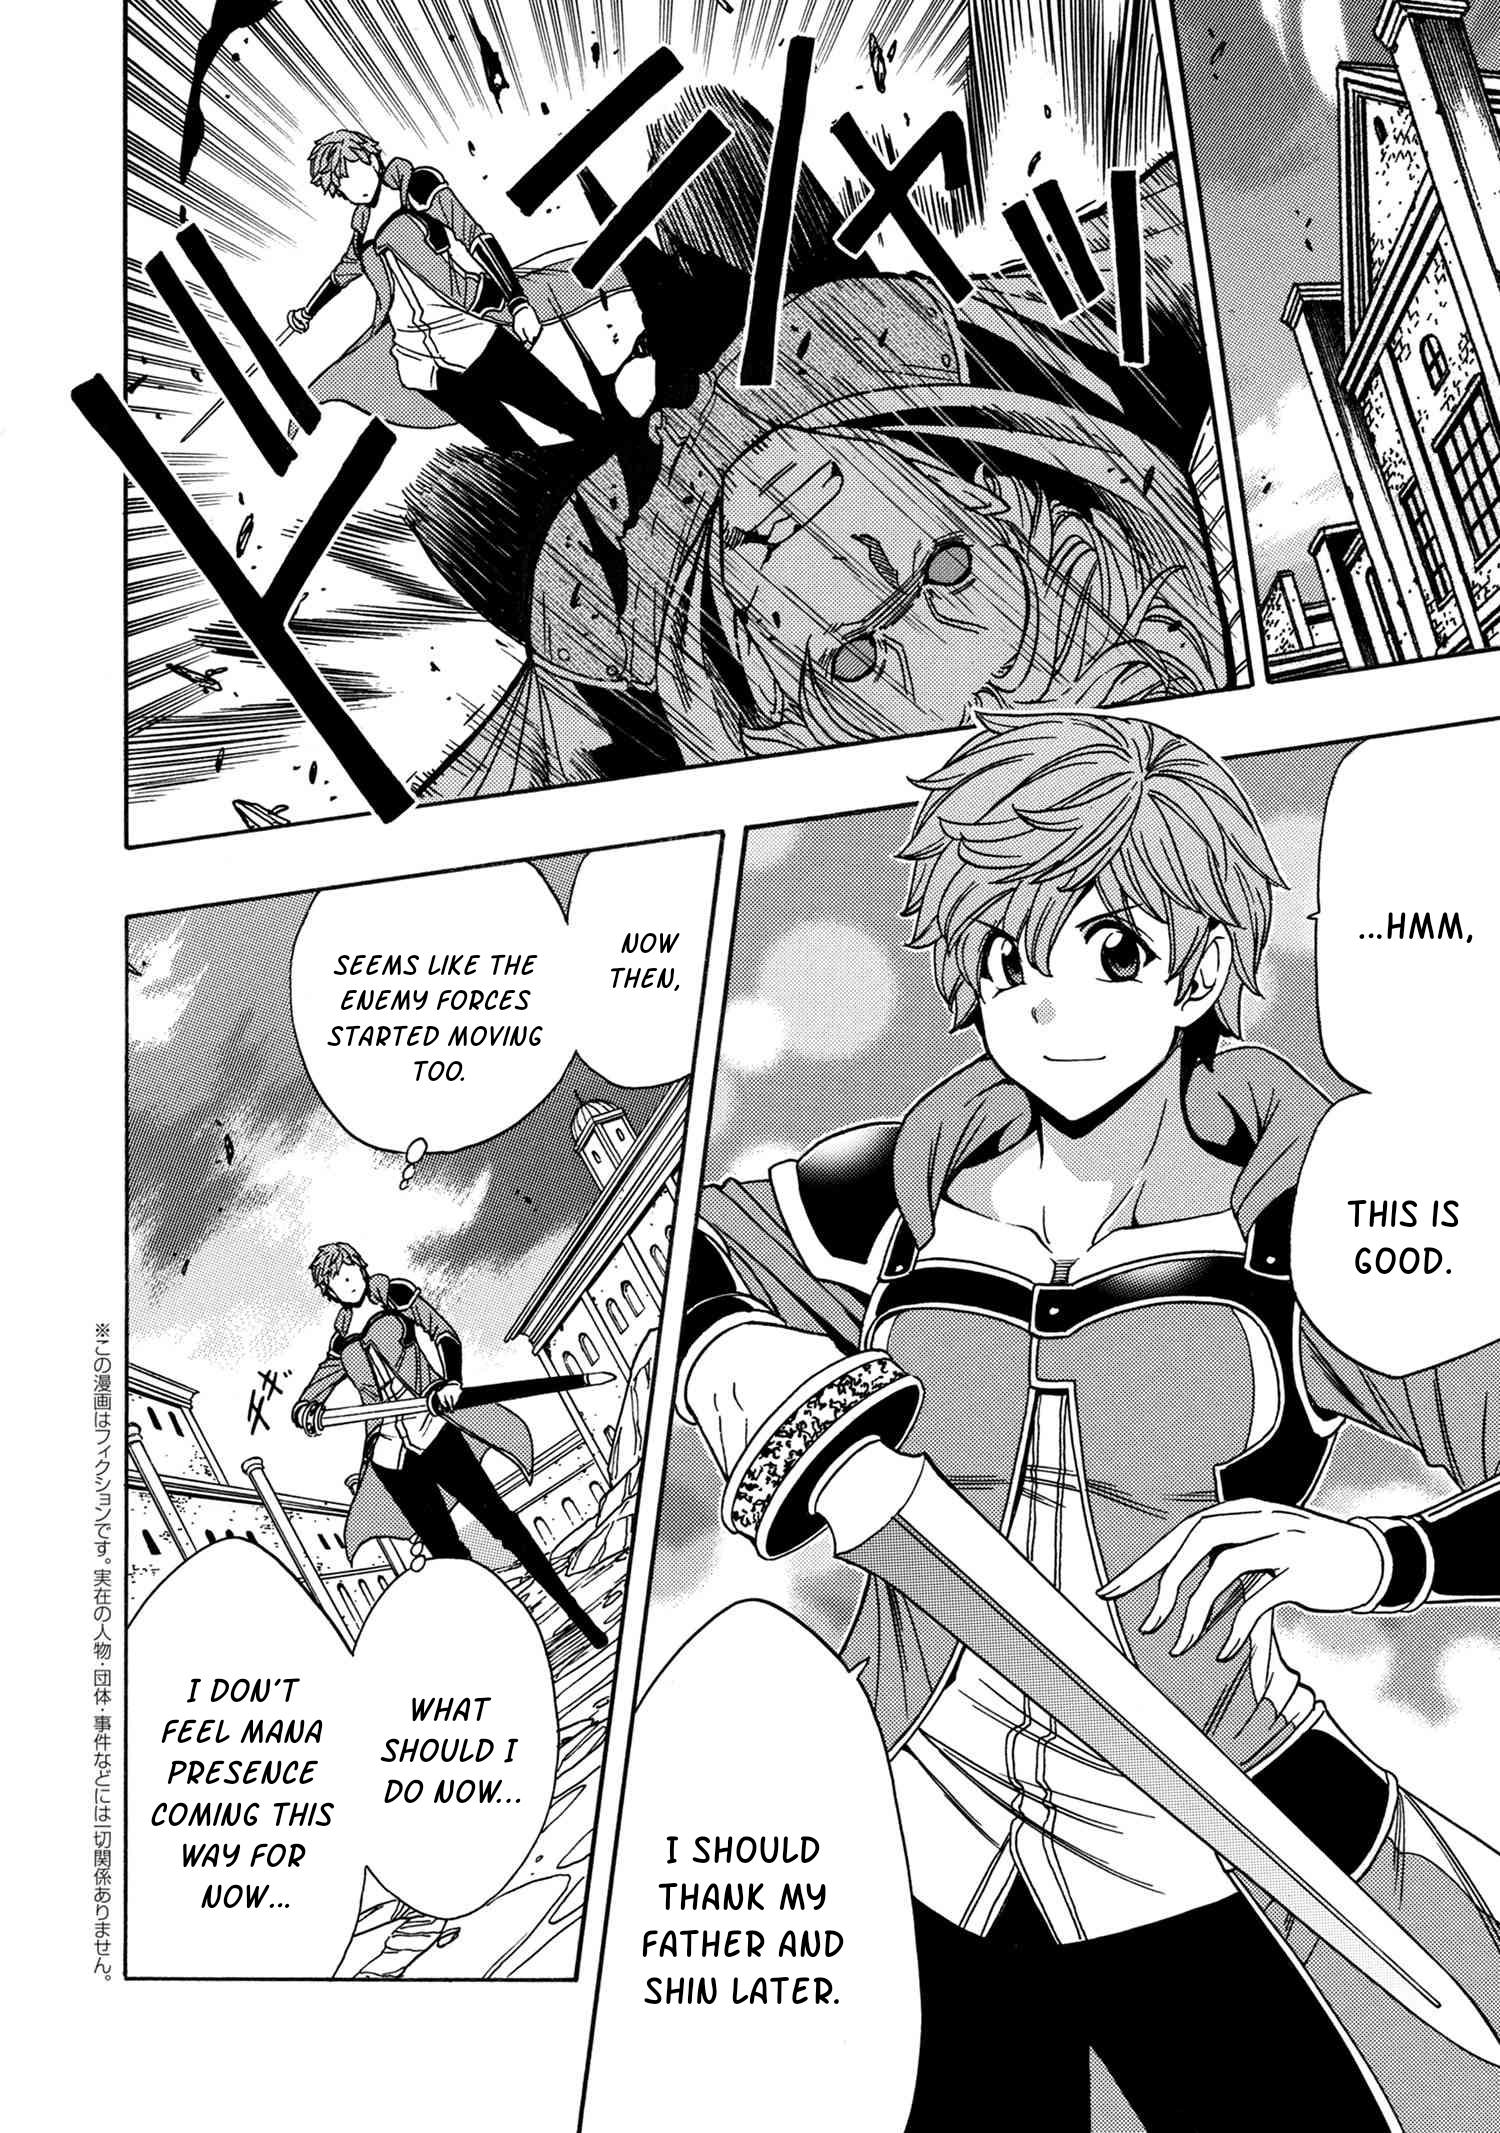 ドシャッ
ド
...HMM,
THIS IS
GOOD.
I SHOULD
THANK MY
FATHER AND
SHIN LATER.
NOW
THEN,
SEEMS LIKE THE
ENEMY FORCES
STARTED MOVING
TOO.
WHAT
SHOULD I
DO NOW...
I DON'T
FEEL MANA
PRESENCE
COMING THIS
WAY FOR
NOW...
※この漫画はフィクションです。実在の人物・団体・事件などには一切関係ありません。